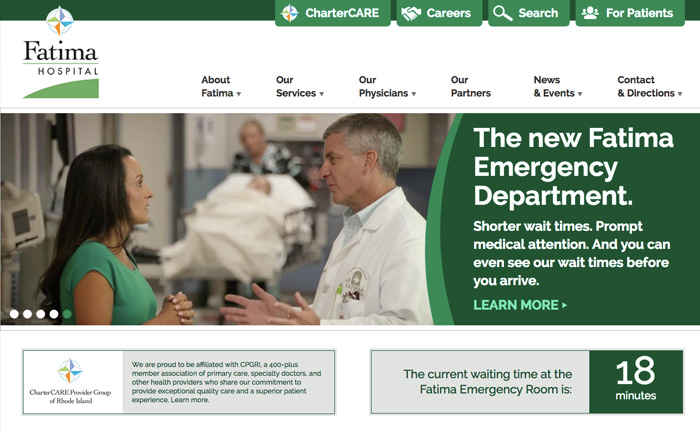 CharterCARE
Careers
Search
For Patients
Fatima
HOSPITAL
About
Fatima
Our
Services
Our
Physicians
Our
Partners
News
& Events
Contact
& Directions
The new Fatima
Emergency
Department.
Shorter wait times. Prompt
medical attention. And you can
even see our wait times before
you arrive.
LEARN MORE
CharterCARE Provider Group
of Rhode Island
We are proud to be affiliated with CPGRI, a 400-plus
member association of primary care, specialty doctors, and
other health providers who share our commitment to
provide exceptional quality care and a superior patient
experience. Learn more.
The current waiting time at the
Fatima Emergency Room is:
18
minutes